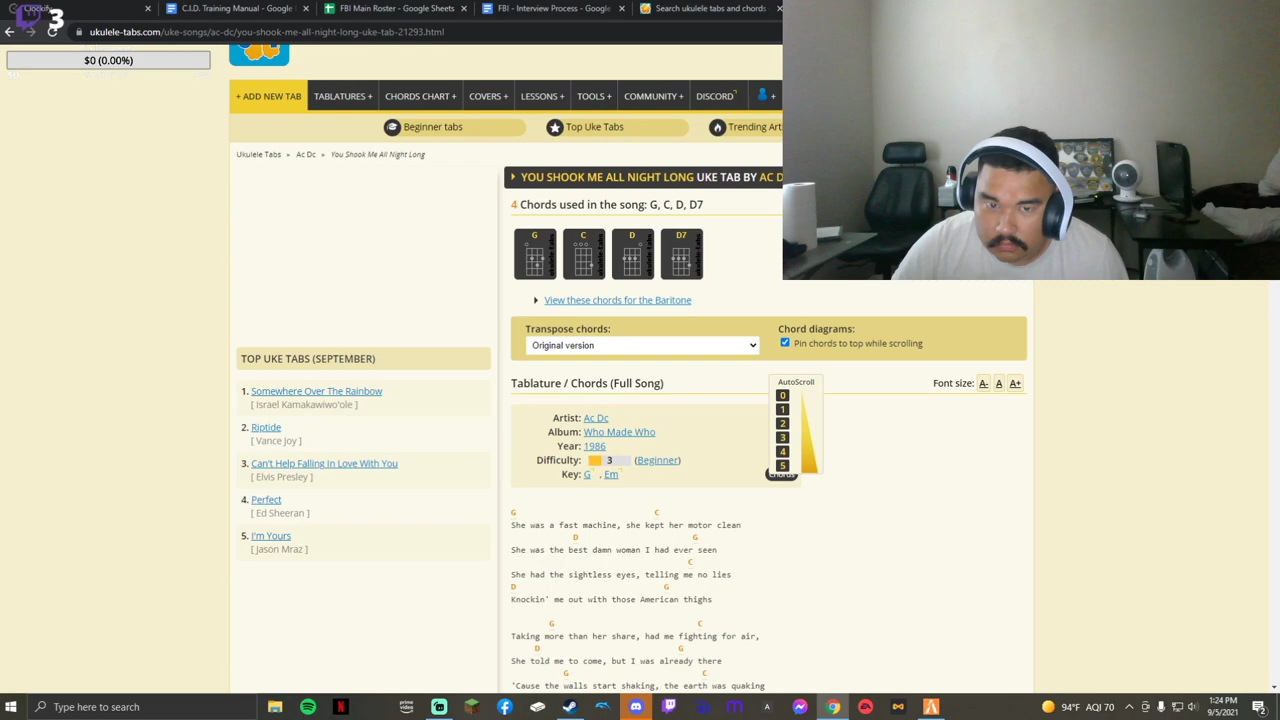 Clockify
C.I.D. Training Manual - Google
FBI Main Roster - Google Sheets
FBI - Interview Process - Google
Search ukulele tabs and chords
3
ukulele-tabs.com/uke-songs/ac-dc/you-shook-me-all-night-long-uke-tab-21293.html
$0 (0.00%)
+ ADD NEW TAB
TABLATURES +
CHORDS CHART +
COVERS +
LESSONS +
TOOLS +
COMMUNITY +
DISCORD
+
Beginner tabs
Top Uke Tabs
Trending Arti
Ukulele Tabs » Ac Dc » You Shook Me All Night Long
YOU SHOOK ME ALL NIGHT LONG UKE TAB BY AC D
4 Chords used in the song: G, C, D, D7
G C D D7
View these chords for the Baritone
Transpose chords:
Original version
Chord diagrams:
Pin chords to top while scrolling
TOP UKE TABS (SEPTEMBER)
1. Somewhere Over The Rainbow
[ Israel Kamakawiwo'ole ]
2. Riptide
[ Vance Joy ]
3. Can't Help Falling In Love With You
[ Elvis Presley ]
4. Perfect
[ Ed Sheeran ]
5. I'm Yours
[ Jason Mraz ]
Tablature / Chords (Full Song)
AutoScroll
0
1
2
3
4
5
Chords
Font size: A- A A+
Artist: Ac Dc
Album: Who Made Who
Year: 1986
Difficulty: 3 (Beginner)
Key: G , Em
G C
She was a fast machine, she kept her motor clean
D G
She was the best damn woman I had ever seen
C
She had the sightless eyes, telling me no lies
D G
Knockin' me out with those American thighs
G C
Taking more than her share, had me fighting for air,
D G
She told me to come, but I was already there
G C
'Cause the walls start shaking, the earth was quaking
Type here to search
94°F AQI 70
1:24 PM
9/5/2021